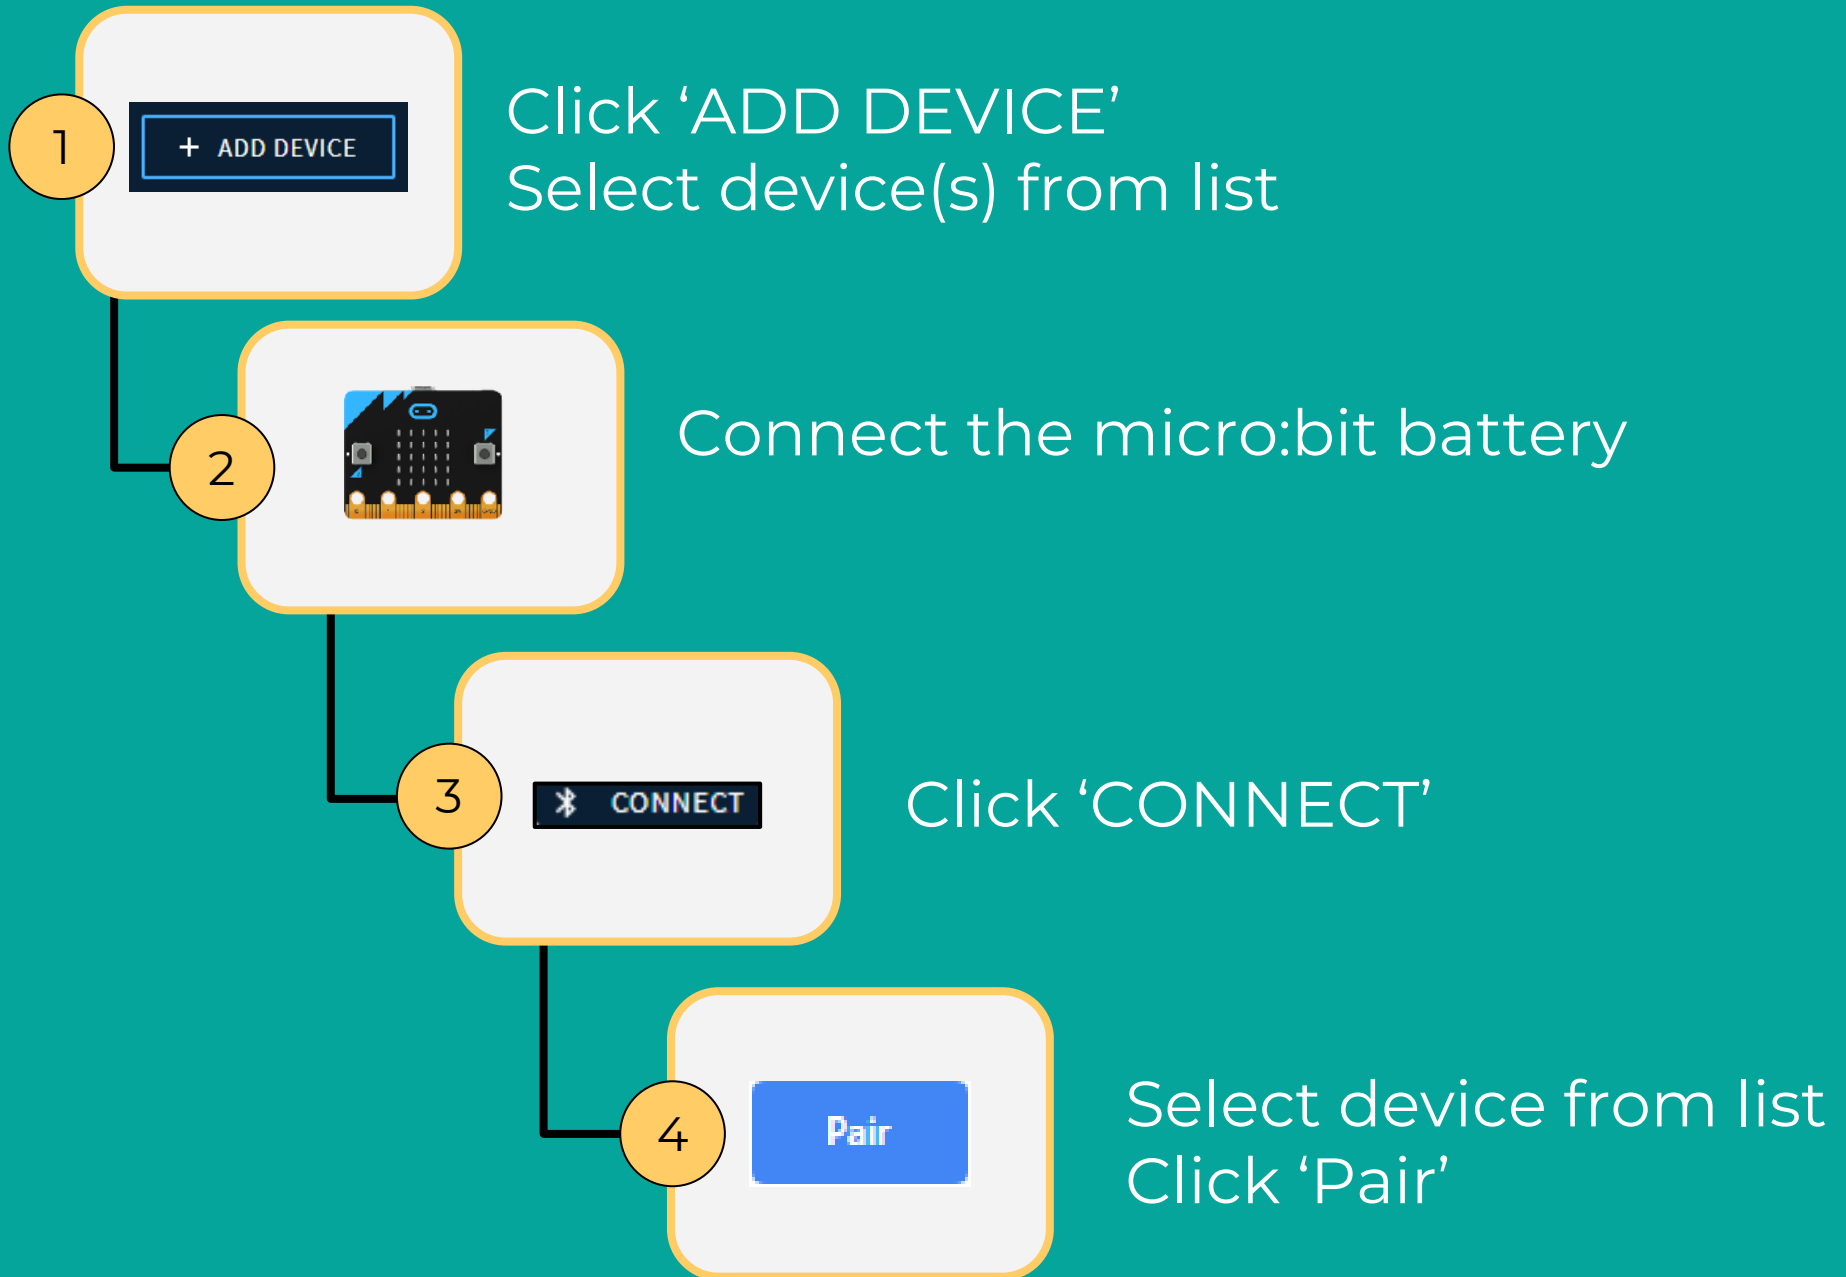 1
+ ADD DEVICE
Click ‘ADD DEVICE’
Select device(s) from list
2
Connect the micro:bit battery
3
CONNECT
Click ‘CONNECT’
4
Pair
Select device from list
Click ‘Pair’